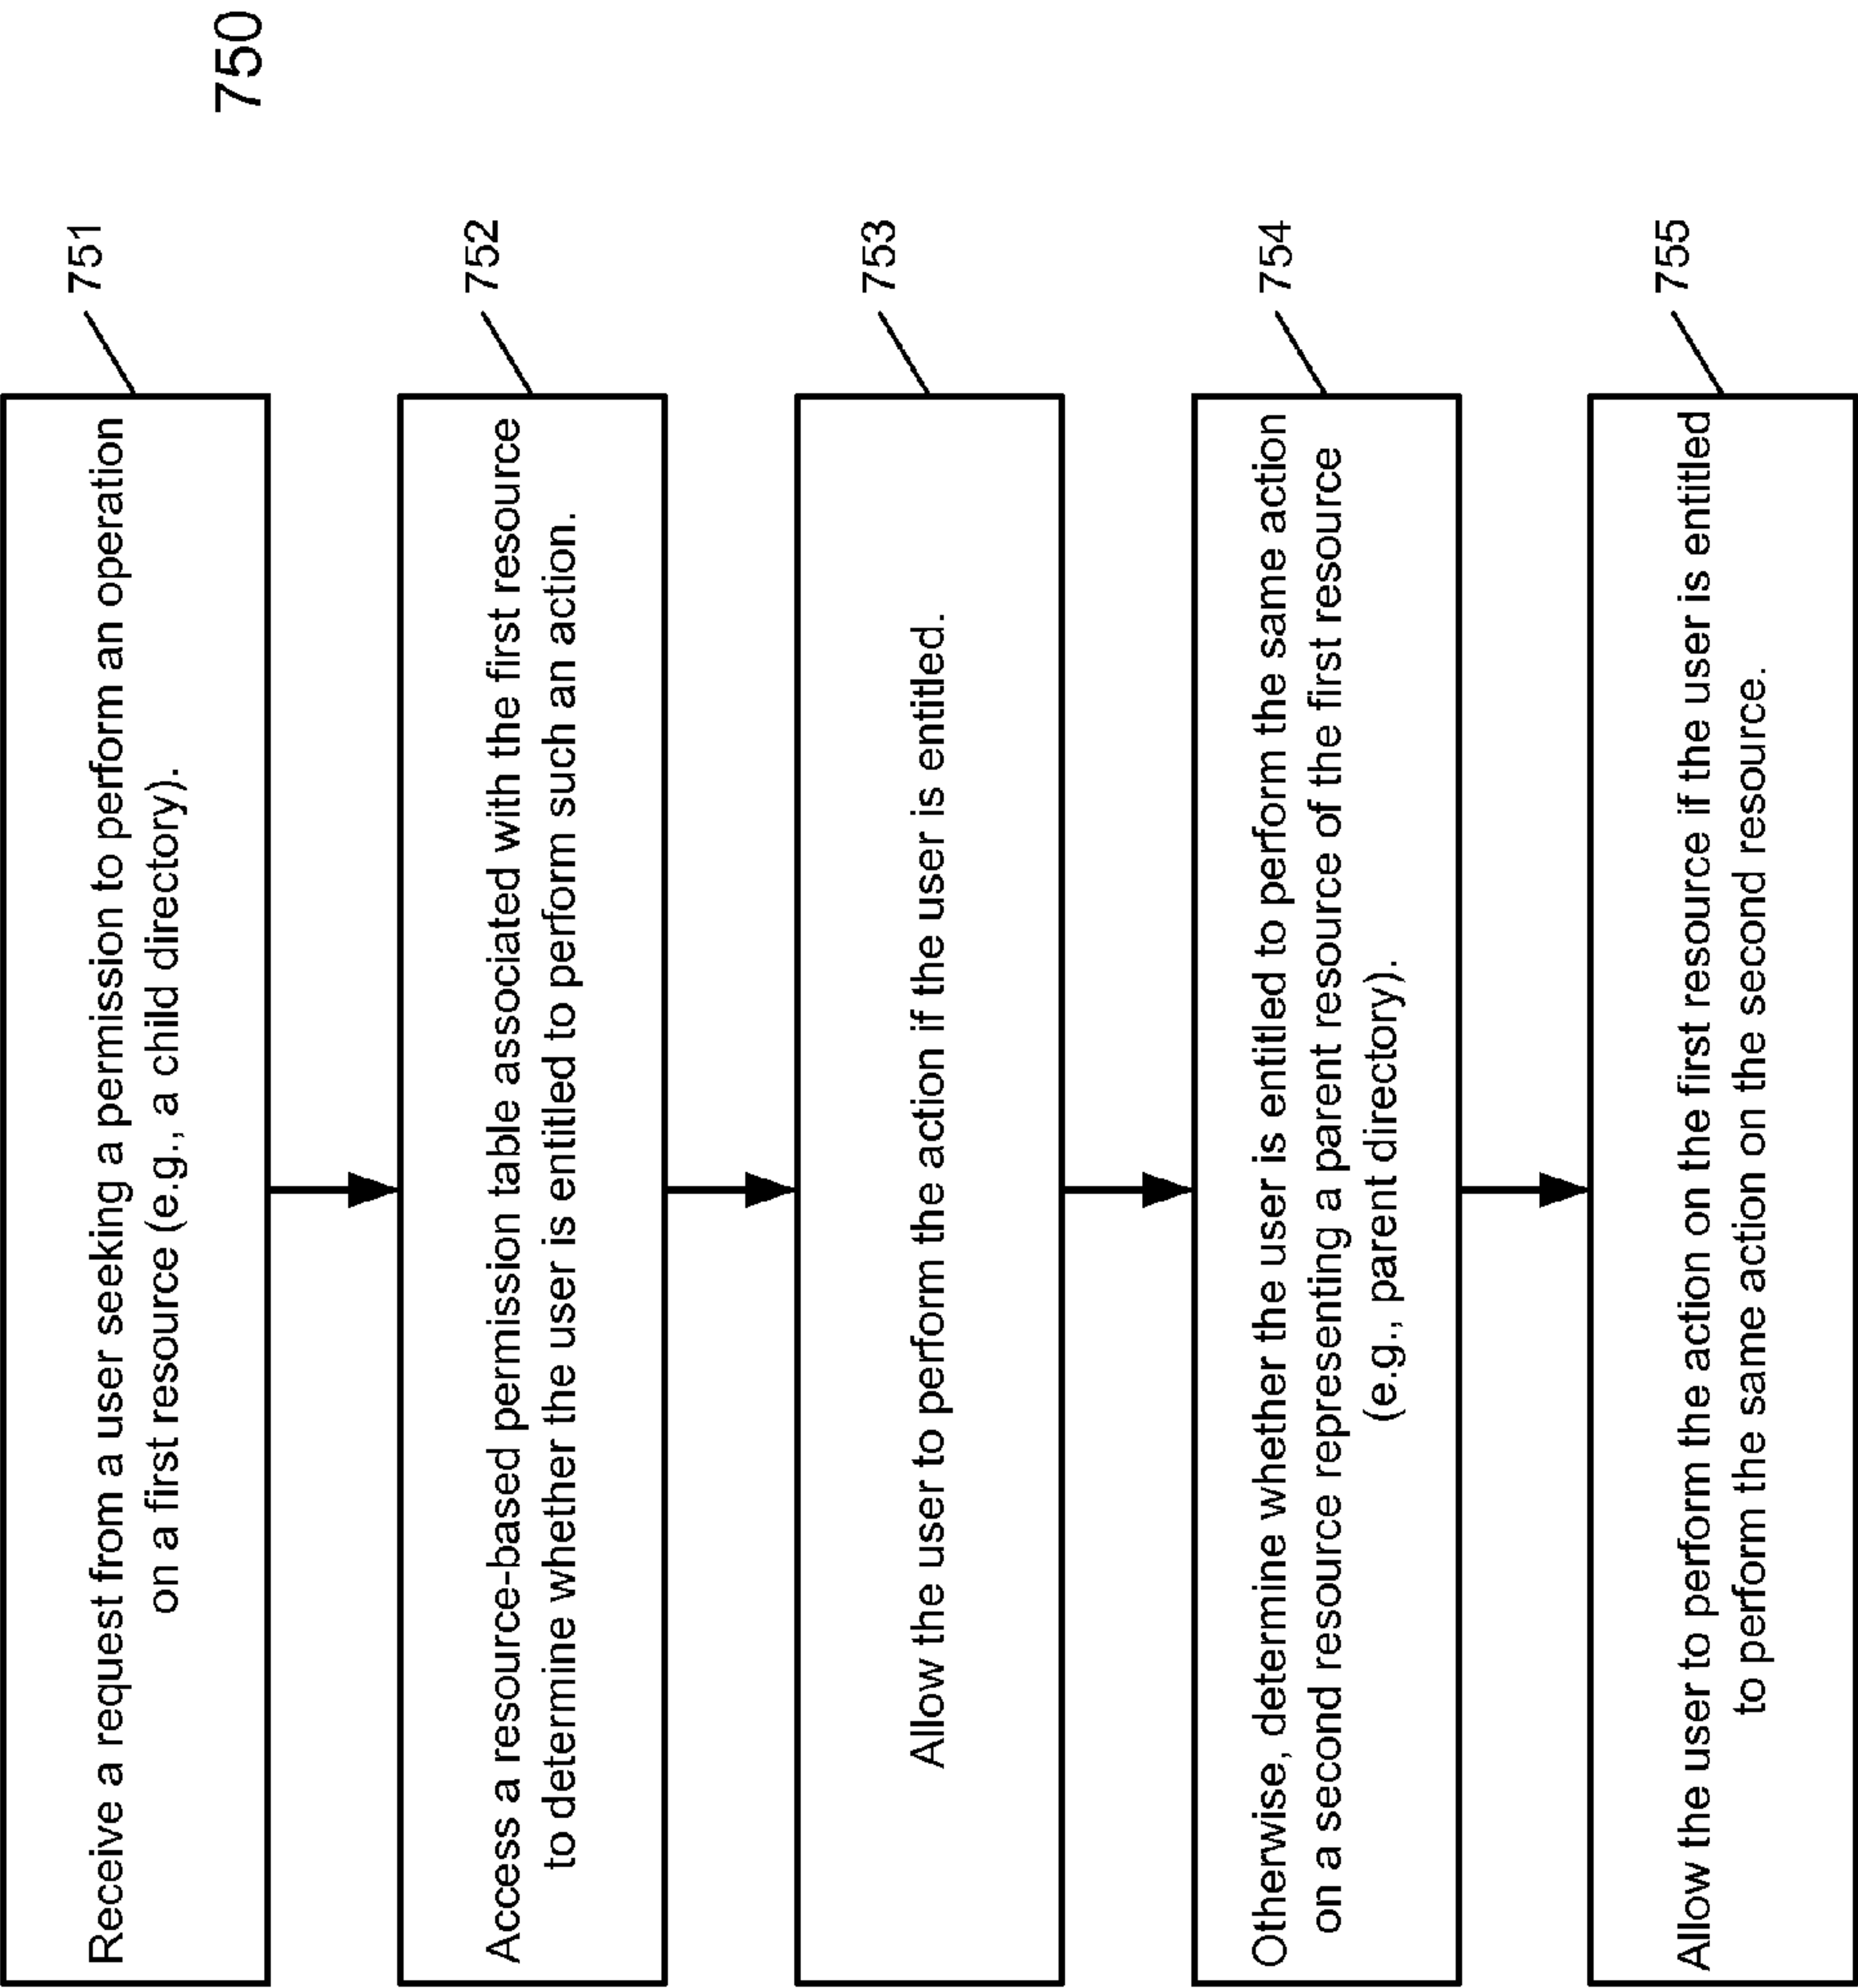 750
751
Receive a request from a user seeking a permission to perform an operation
on a first resource (e.g., a child directory).
752
Access a resource-based permission table associated with the first resource
to determine whether the user is entitled to perform such an action.
753
Allow the user to perform the action if the user is entitled.
754
Otherwise, determine whether the user is entitled to perform the same action
on a second resource representing a parent resource of the first resource
(e.g., parent directory).
755
Allow the user to perform the action on the first resource if the user is entitled
to perform the same action on the second resource.